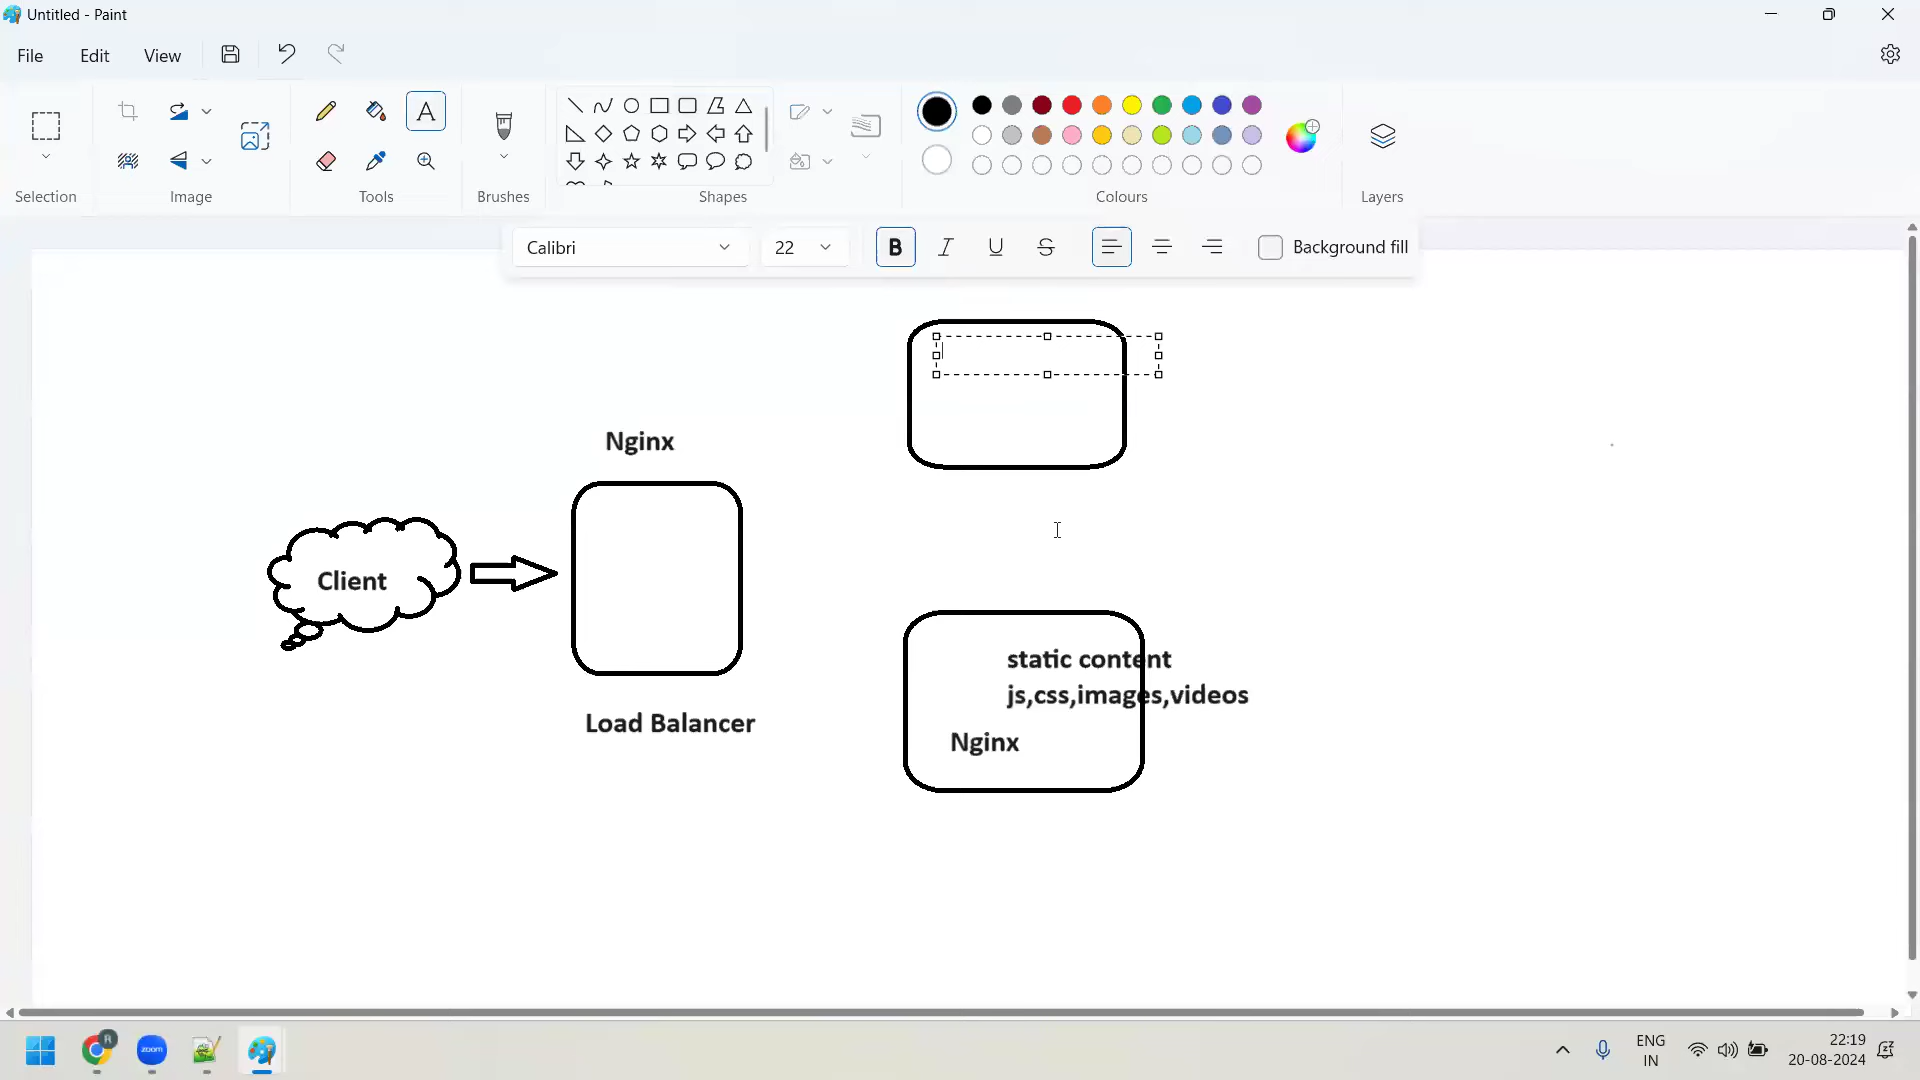 Untitled - Paint
File
Edit
View
Selection
Image
Tools
Brushes
Shapes
Colours
Layers
Calibri
22
B
I
U
S
Background fill
Nginx
Client
Load Balancer
static content
js,css,images,videos
Nginx
R
zoom
ENG
IN
22:19
20-08-2024